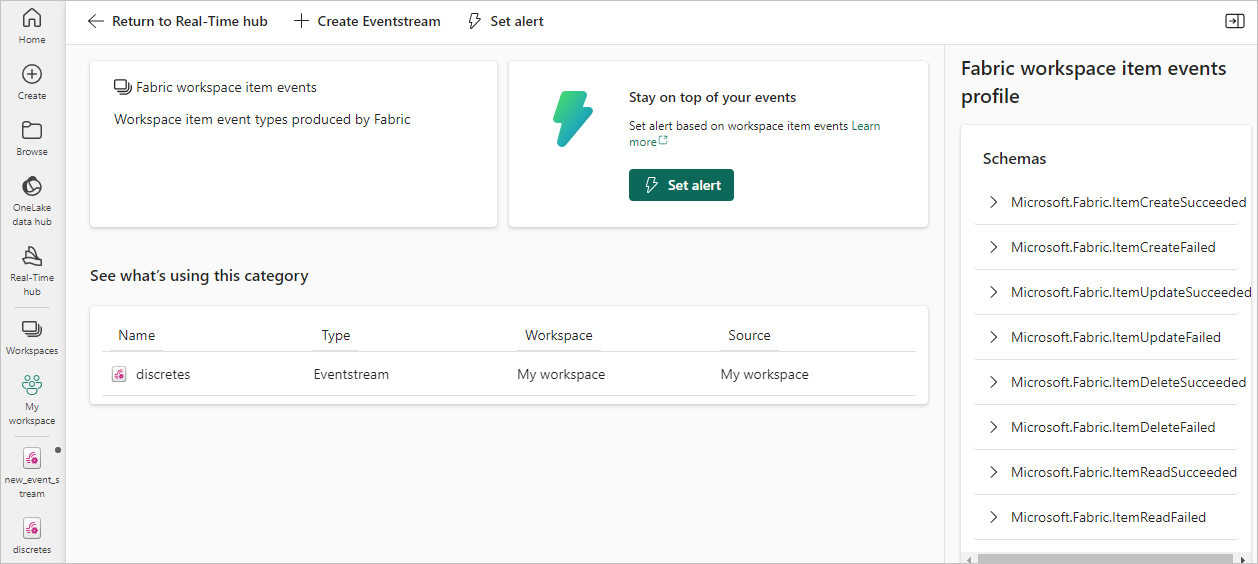 Home
Create
Browse
OneLake
data hub
Real-Time
hub
Workspaces
My
workspace
new_event_s
tream
discretes
Return to Real-Time hub
Create Eventstream
Set alert
Fabric workspace item events
Workspace item event types produced by Fabric
Stay on top of your events
Set alert based on workspace item events Learn
more
Set alert
See what's using this category
Name Type Workspace Source
discretes Eventstream My workspace My workspace
Fabric workspace item events
profile
Schemas
Microsoft.Fabric.ItemCreateSucceeded
Microsoft.Fabric.ItemCreateFailed
Microsoft.Fabric.ItemUpdateSucceeded
Microsoft.Fabric.ItemUpdateFailed
Microsoft.Fabric.ItemDeleteSucceeded
Microsoft.Fabric.ItemDeleteFailed
Microsoft.Fabric.ItemReadSucceeded
Microsoft.Fabric.ItemReadFailed